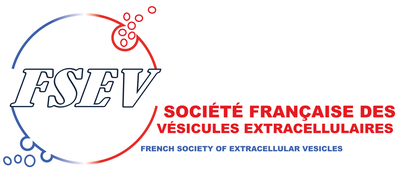 FSEV
SOCIÉTÉ FRANÇAISE DES
VÉSICULES EXTRACELLULAIRES
FRENCH SOCIETY OF EXTRACELLULAR VESICLES